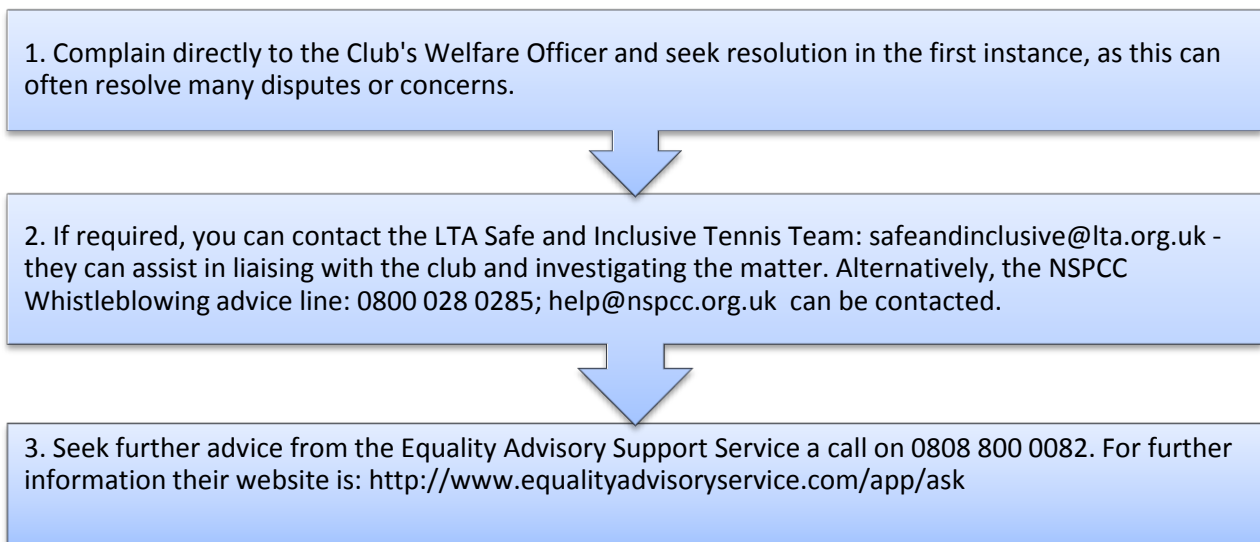 1. Complain directly to the Club's Welfare Officer and seek resolution in the first instance, as this can
often resolve many disputes or concerns.
2. If required, you can contact the LTA Safe and Inclusive Tennis Team: safeandinclusive@lta.org.uk -
they can assist in liaising with the club and investigating the matter. Alternatively, the NSPCC
Whistleblowing advice line: 0800 028 0285; help@nspcc.org.uk  can be contacted.
3. Seek further advice from the Equality Advisory Support Service a call on 0808 800 0082. For further
information their website is: http://www.equalityadvisoryservice.com/app/ask